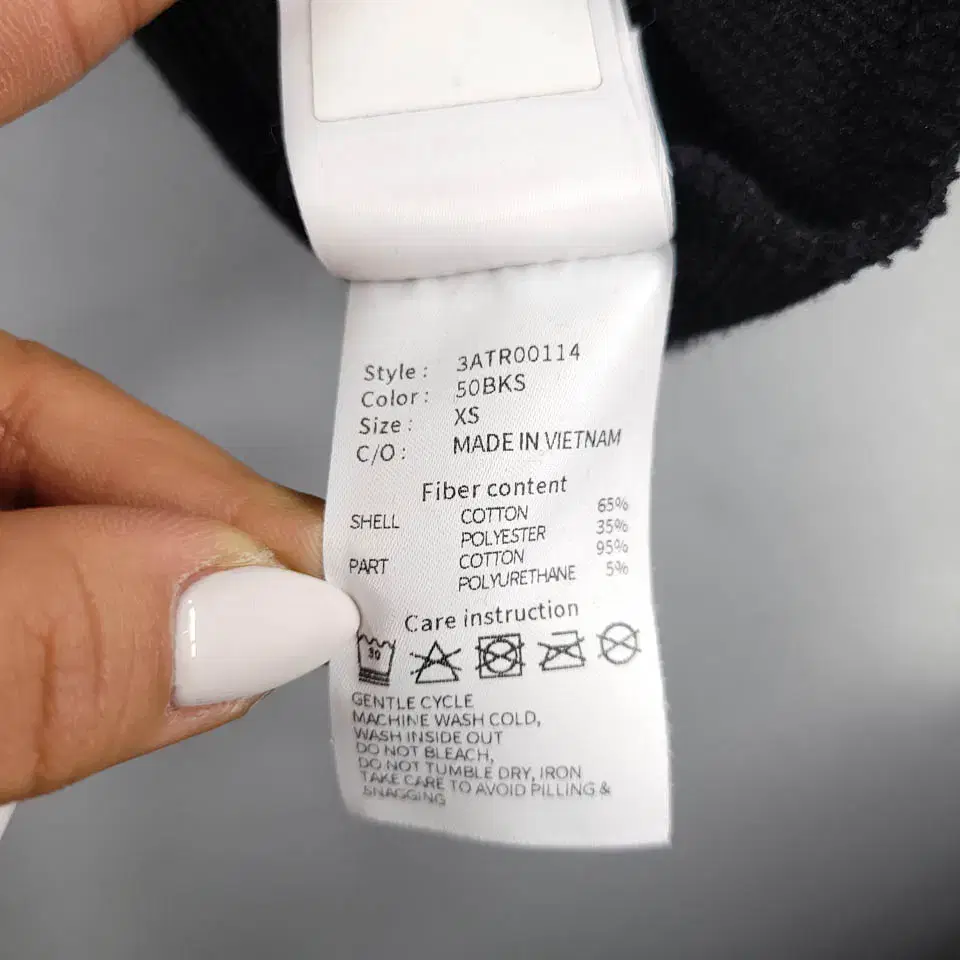 Style : 3ATR00114
Color : 50BKS
Size : XS
C/O : MADE IN VIETNAM
Fiber content
SHELL COTTON 65%
POLYESTER 35%
PART COTTON 95%
POLYURETHANE 5%
Care instruction
30
GENTLE CYCLE
MACHINE WASH COLD,
WASH INSIDE OUT
DO NOT BLEACH,
DO NOT TUMBLE DRY, IRON
TAKE CARE TO AVOID PILLING &
SNAGGING